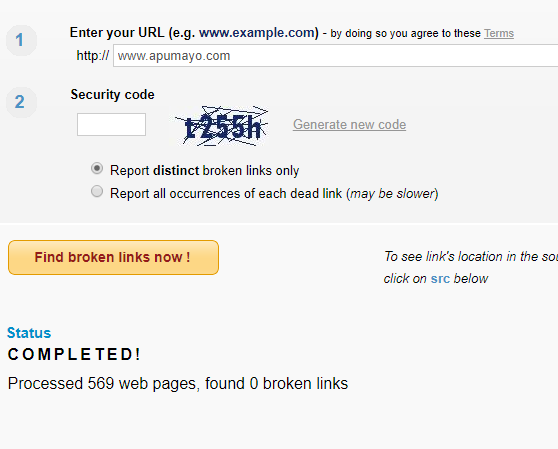 1
Enter your URL (e.g. www.example.com) - by doing so you agree to these Terms
http:// www.apumayo.com
2
Security code
t255h
Generate new code
Report distinct broken links only
Report all occurrences of each dead link (may be slower)
Find broken links now !
To see link's location in the sou
click on src below
Status
COMPLETED!
Processed 569 web pages, found 0 broken links